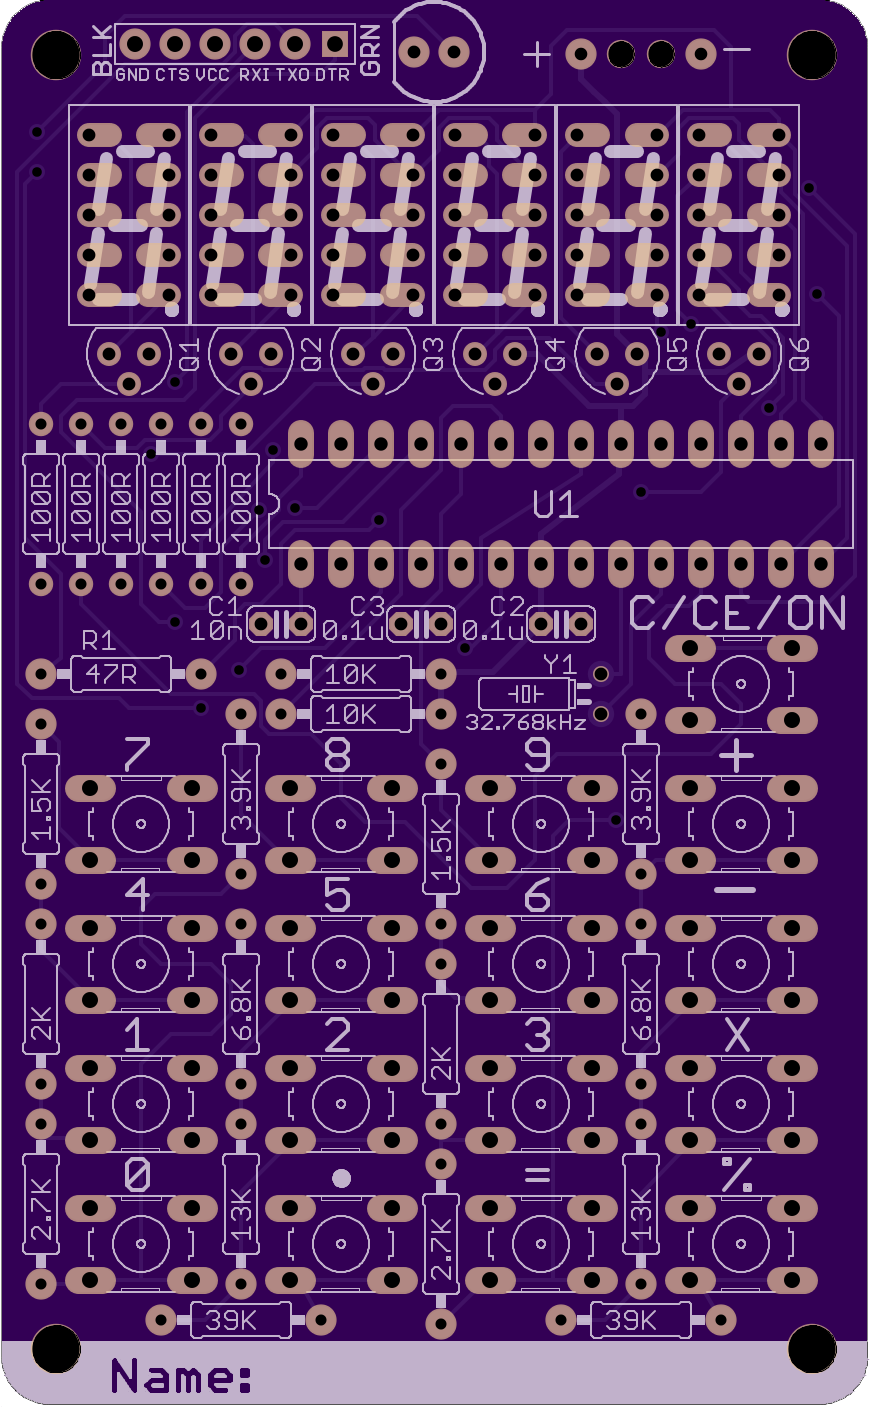 BLK GRN + −
GND CTS VCC RXI TXO DTR
Q1 Q2 Q3 Q4 Q5 Q6
100R 100R 100R 100R 100R 100R
U1
C/CE/ON
C1 C3 C2
10n 0.1u 0.1u
R1
47R
10K
10K
Y1
32.768kHz
7 8 9 +
1.5K 3.9K 1.5K 3.9K
4 5 6 −
2K 6.8K 2K 6.8K
1 2 3 X
0 . = %
2.7K 13K 2.7K 13K
39K 39K
Name: